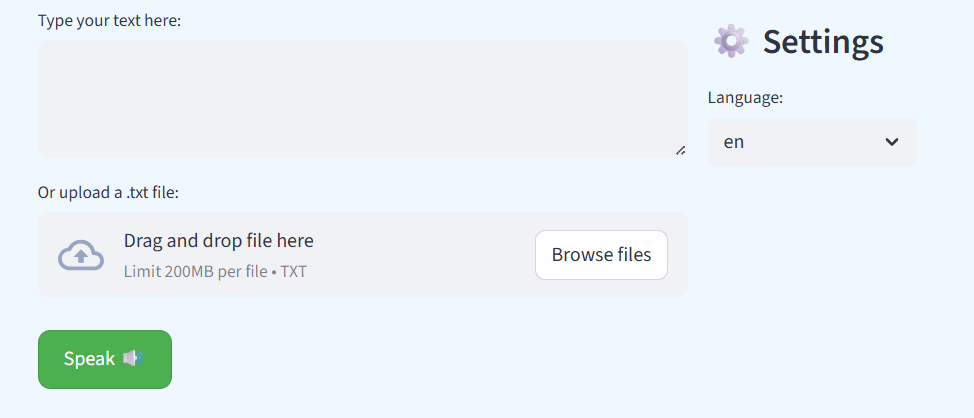 Type your text here:
Or upload a .txt file:
Drag and drop file here
Limit 200MB per file • TXT
Browse files
Speak
Settings
Language:
en